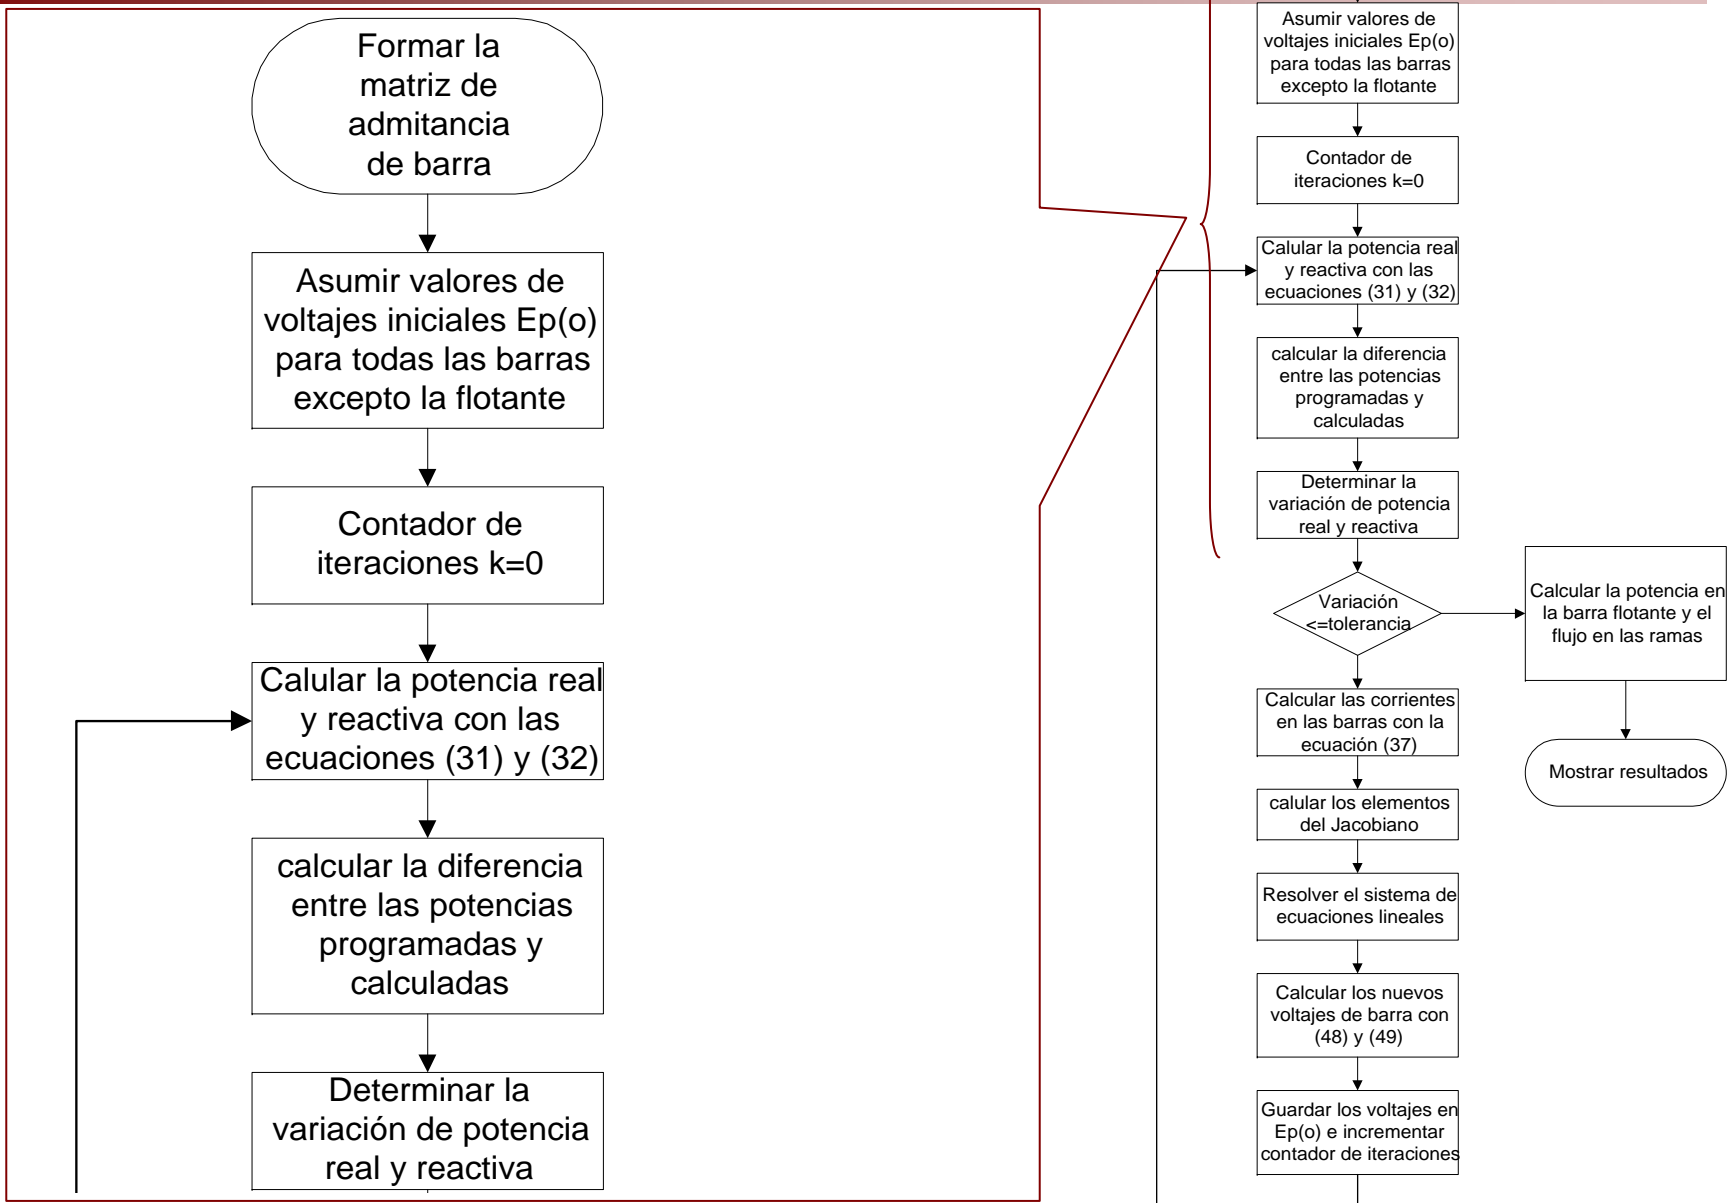 Formar la
matriz de
admitancia
de barra
Asumir valores de
voltajes iniciales Ep(o)
para todas las barras
excepto la flotante
Contador de
iteraciones k=0
Calular la potencia real
y reactiva con las
ecuaciones (31) y (32)
calcular la diferencia
entre las potencias
programadas y
calculadas
Determinar la
variación de potencia
real y reactiva
Asumir valores de
voltajes iniciales Ep(o)
para todas las barras
excepto la flotante
Contador de
iteraciones k=0
Calular la potencia real
y reactiva con las
ecuaciones (31) y (32)
calcular la diferencia
entre las potencias
programadas y
calculadas
Determinar la
variación de potencia
real y reactiva
Variación
<=tolerancia
Calcular la potencia en
la barra flotante y el
flujo en las ramas
Mostrar resultados
Calcular las corrientes
en las barras con la
ecuación (37)
calular los elementos
del Jacobiano
Resolver el sistema de
ecuaciones lineales
Calcular los nuevos
voltajes de barra con
(48) y (49)
Guardar los voltajes en
Ep(o) e incrementar
contador de iteraciones